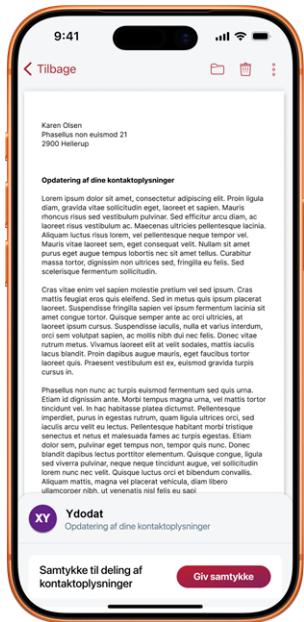 9:41
Tilbage
Karen Olsen
Phasellus non euismod 21
2900 Hellerup
Opdatering af dine kontaktoplysninger
Lorem ipsum dolor sit amet, consectetur adipiscing elit. Proin ligula
diam, gravida vitae sollicitudin eget, laoreet et sapien. Mauris
rhoncus risus sed vestibulum pulvinar. Sed efficitur arcu diam, ac
laoreet risus vestibulum ac. Maecenas ultricies pellentesque lacinia.
Aliquam luctus risus lorem, vel pellentesque neque tempor vel.
Mauris vitae laoreet sem, eget consequat velit. Nullam sit amet
purus eget augue tempus lobortis nec sit amet tellus. Curabitur
massa tortor, dignissim non ultrices sed, fringilla eu felis. Sed
scelerisque fermentum sollicitudin.
Cras vitae enim vel sapien molestie pretium vel sed ipsum. Cras
mattis feugiat eros quis eleifend. Sed in metus quis ipsum placerat
laoreet. Suspendisse fringilla sapien vel ipsum fermentum lacinia sit
amet congue tortor. Quisque semper ante ac orci ultricies, at
laoreet ipsum cursus. Suspendisse iaculis, nulla et varius interdum,
orci sem volutpat sapien, ac mollis nibh dui nec felis. Donec vitae
rutrum metus. Vivamus laoreet elit at velit sodales, mattis iaculis
lacus blandit. Proin dapibus augue mauris, eget faucibus tortor
laoreet quis. Praesent vestibulum est ex, euismod gravida turpis
cursus in.
Phasellus non nunc ac turpis euismod fermentum sed quis urna.
Etiam id dignissim ante. Morbi tempus magna urna, vel mattis tortor
tincidunt vel. In hac habitasse platea dictumst. Pellentesque
imperdiet, purus in egestas rutrum, quam ligula ultrices orci, sed
iaculis arcu velit eu lectus. Pellentesque habitant morbi tristique
senectus et netus et malesuada fames ac turpis egestas. Etiam
dolor sem, pulvinar eget tempus non, tempor quis nunc. Donec
blandit dapibus lectus porttitor elementum. Quisque congue, ligula
sed viverra pulvinar, neque neque tincidunt augue, vel sollicitudin
lorem nunc nec velit. Quisque luctus orci et bibendum convallis.
Aliquam mattis, magna vel placerat vehicula, diam libero
ullamcorper nibh, ut venenatis nisl felis eu sapi
XY
Ydodat
Opdatering af dine kontaktoplysninger
Samtykke til deling af
kontaktoplysninger
Giv samtykke